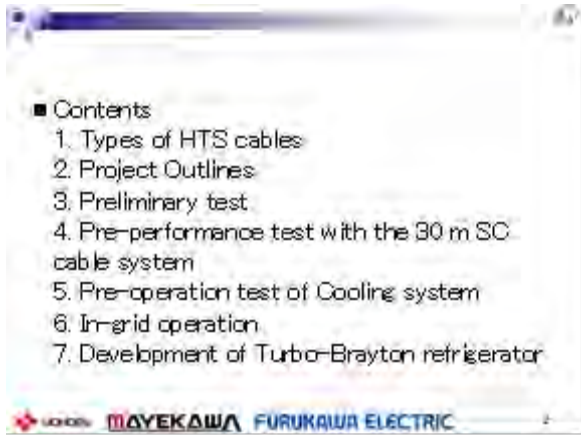 ■ Contents
1. Types of HTS cables
2. Project Outlines
3. Preliminary test
4. Pre-performance test with the 30 m SC
cable system
5. Pre-operation test of Cooling system
6. In-grid operation
7. Development of Turbo-Brayton refrigerator
MAYEKAWA FURUKAWA ELECTRIC 2